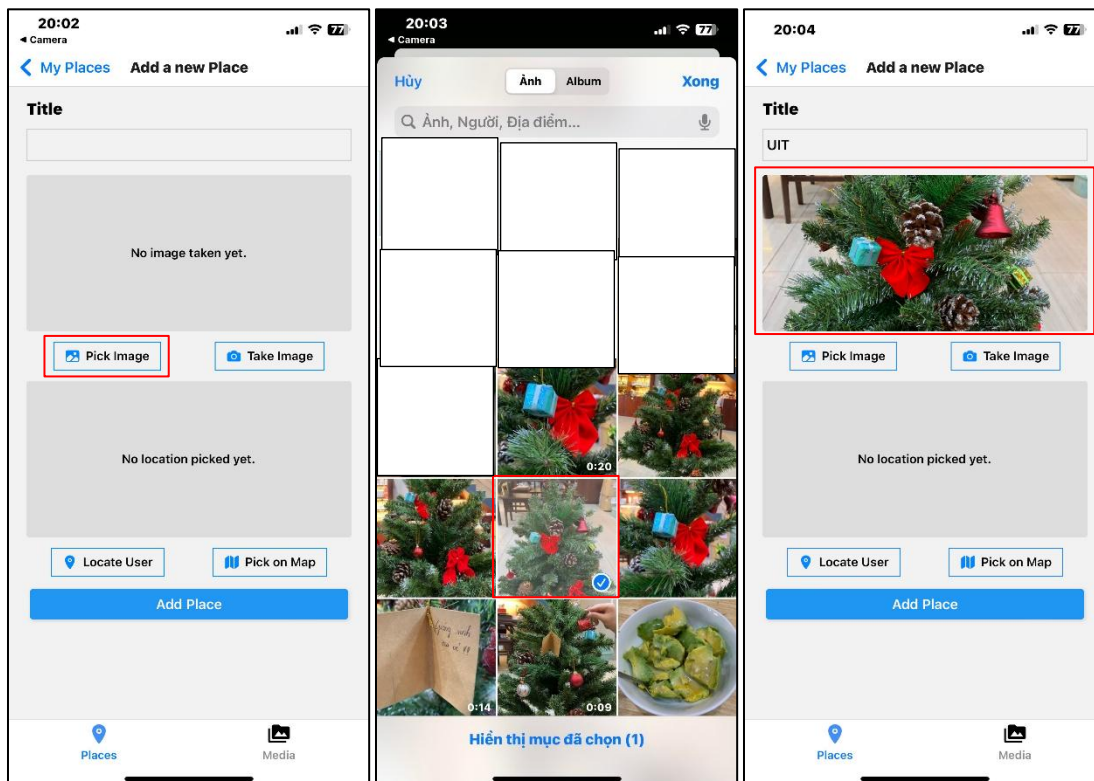 20:02
77
◄ Camera
My Places
Add a new Place
Title
No image taken yet.
Pick Image
Take Image
No location picked yet.
Locate User
Pick on Map
Add Place
Places
Media
20:03
77
◄ Camera
Hủy
Ảnh
Album
Xong
Ảnh, Người, Địa điểm...
0:20
0:14
0:09
Hiển thị mục đã chọn (1)
20:04
77
My Places
Add a new Place
Title
UIT
Pick Image
Take Image
No location picked yet.
Locate User
Pick on Map
Add Place
Places
Media